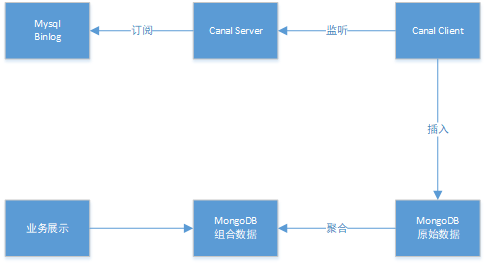 Mysql
Binlog
订阅
Canal Server
监听
Canal Client
插入
业务展示
MongoDB
组合数据
聚合
MongoDB
原始数据